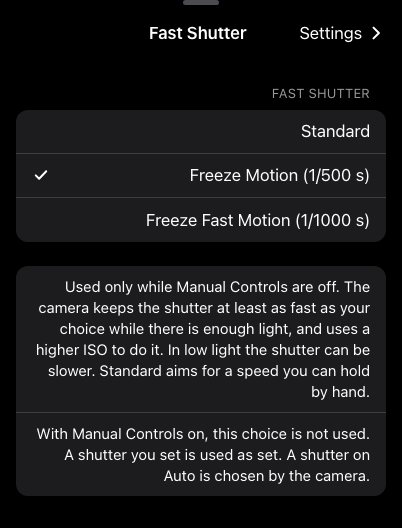 Fast Shutter
Settings
FAST SHUTTER
Standard
Freeze Motion (1/500 s)
Freeze Fast Motion (1/1000 s)
Used only while Manual Controls are off. The
camera keeps the shutter at least as fast as your
choice while there is enough light, and uses a
higher ISO to do it. In low light the shutter can be
slower. Standard aims for a speed you can hold
by hand.
With Manual Controls on, this choice is not used.
A shutter you set is used as set. A shutter on
Auto is chosen by the camera.